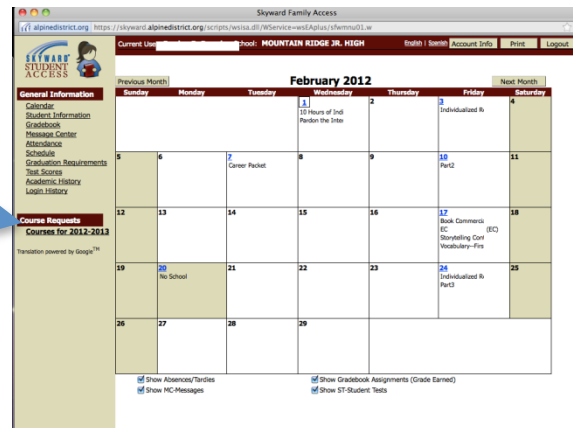 Skyward Family Access
alpinedistrict.org https://skyward.alpinedistrict.org/scripts/wsisa.dll/WService=wsEAplus/sfwmnu01.w
SKYWARD
STUDENT
ACCESS
Current Use School: MOUNTAIN RIDGE JR. HIGH English | Spanish Account Info Print Logout
Previous Month February 2012 Next Month
General Information
Calendar
Student Information
Gradebook
Message Center
Attendance
Schedule
Graduation Requirements
Test Scores
Academic History
Login History
Course Requests
Courses for 2012-2013
Translation powered by Google™
Sunday Monday Tuesday Wednesday Thursday Friday Saturday
1 2 3 4
10 Hours of Indi
Pardon the Inte
Individualized R
5 6 7 8 9 10 11
Career Packet
Part2
12 13 14 15 16 17 18
Book Commercia
EC (EC)
Storytelling Cont
Vocabulary--Firs
19 20 21 22 23 24 25
No School
Individualized R
Part3
26 27 28 29
Show Absences/Tardies Show Gradebook Assignments (Grade Earned)
Show MC-Messages Show ST-Student Tests